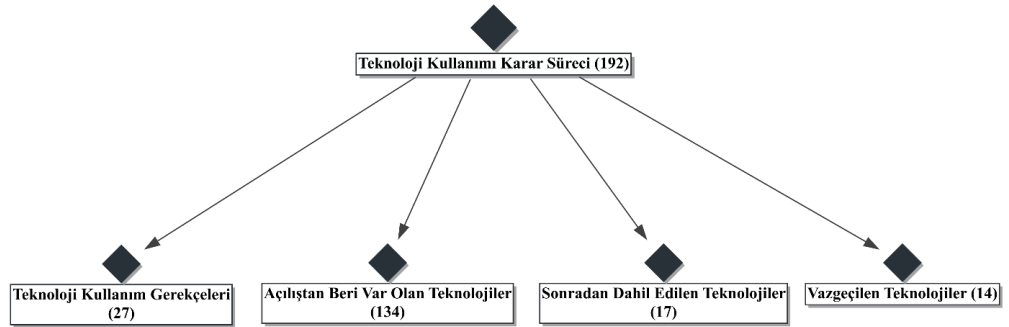 Teknoloji Kullanımı Karar Süreci (192)
Teknoloji Kullanım Gerekçeleri
(27)
Açılıştan Beri Var Olan Teknolojiler
(134)
Sonradan Dahil Edilen Teknolojiler
(17)
Vazgeçilen Teknolojiler (14)